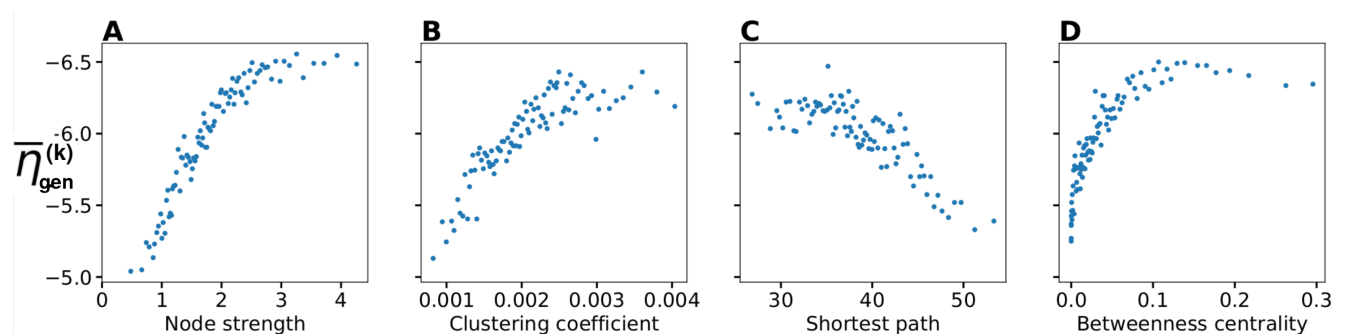 A B C D
−6.5
−6.0
−5.5
−5.0
η̅(k)gen
0 1 2 3 4
0.001 0.002 0.003 0.004
30 40 50
0.0 0.1 0.2 0.3
Node strength
Clustering coefficient
Shortest path
Betweenness centrality